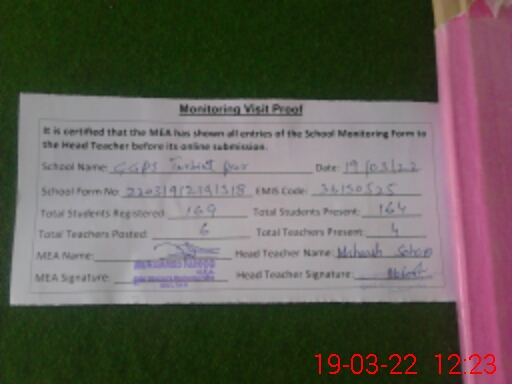 Monitoring Visit Proof
It is certified that the MEA has shown all entries of the School Monitoring Form to
the Head Teacher before its online submission.
School Name: GGPS Date: 19/03/22
School Form No: EMIS Code: 36150525
Total Students Registered: 169 Total Students Present: 164
Total Teachers Posted: 6 Total Teachers Present: 4
MEA Name: Head Teacher Name:
MEA Signature: Head Teacher Signature:
19-03-22 12:23